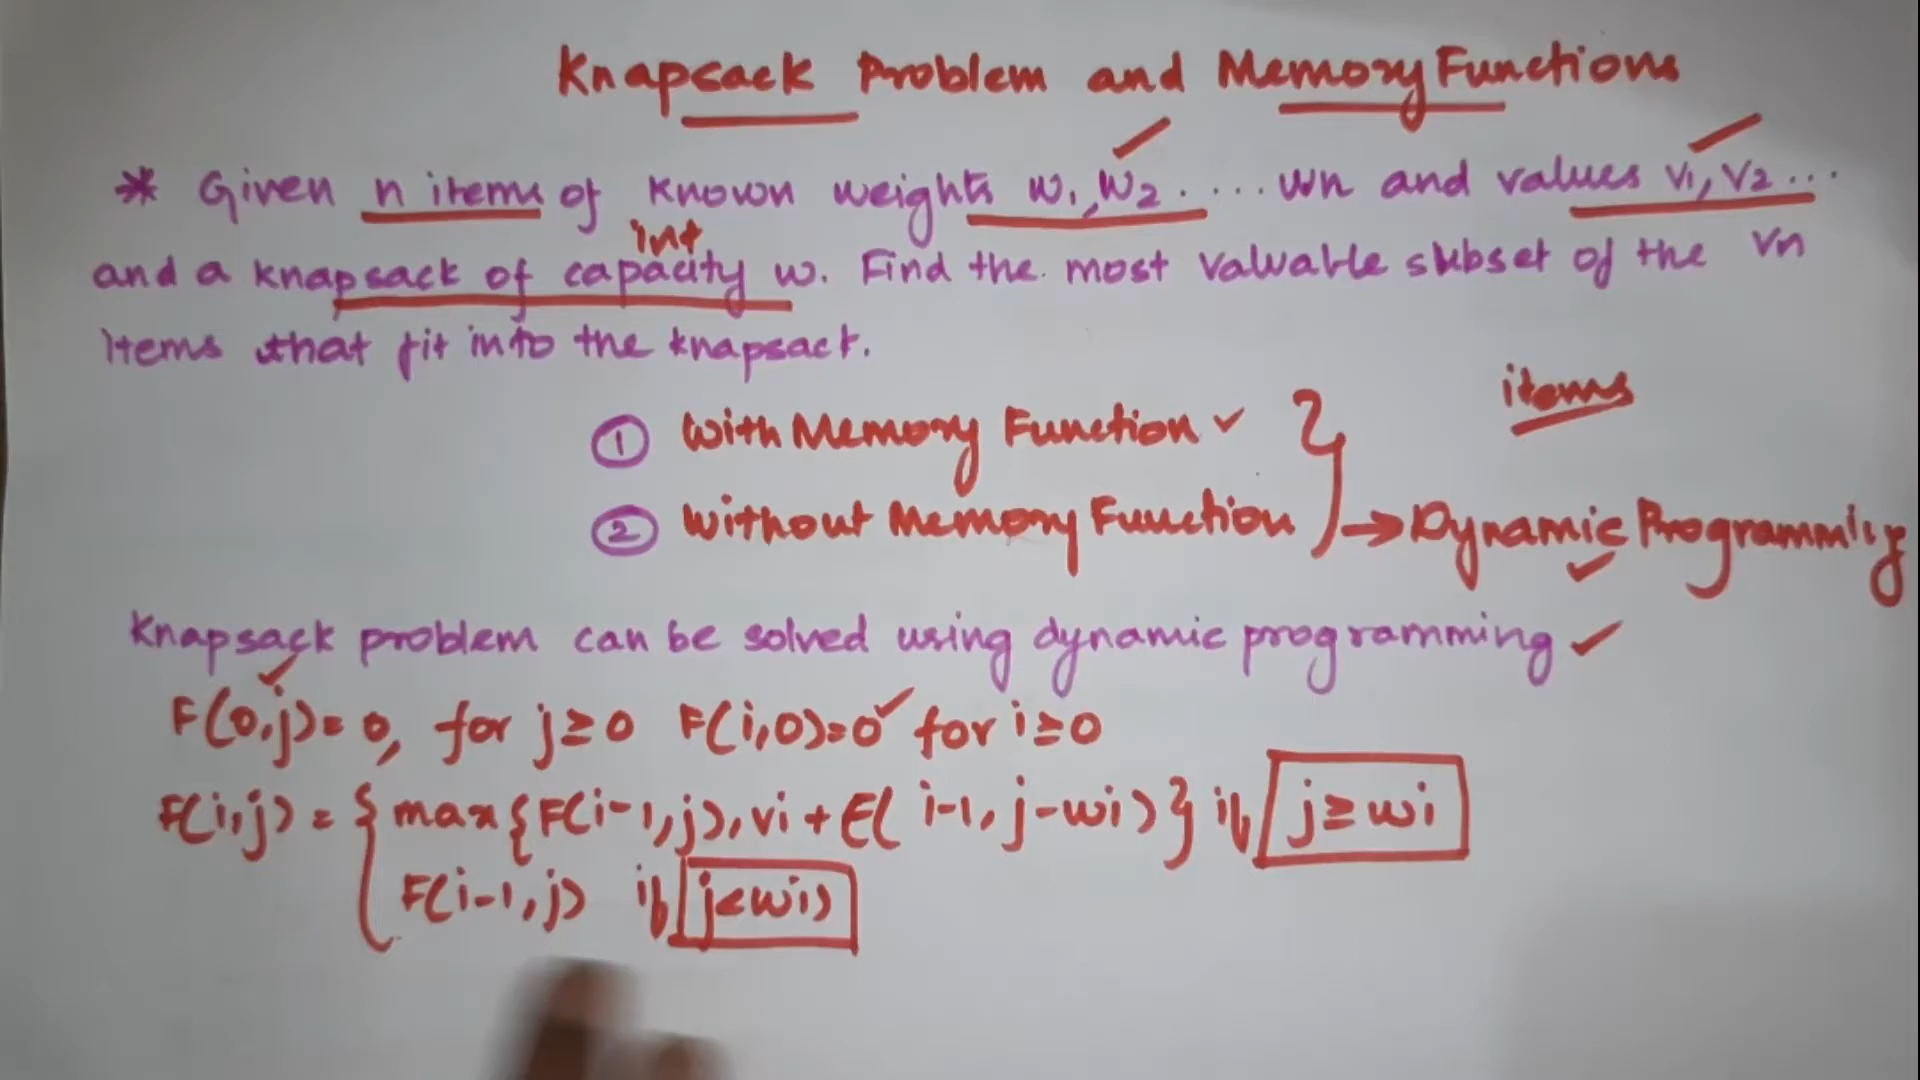 Knapsack Problem and Memory Functions
* Given n items of known weights w1, w2 . .... wn and values v1, v2 ...
int
and a knapsack of capacity w. Find the most valuable subset of the vn
items that fit into the knapsack.
items
① With Memory Function ✓
② Without Memory Function → Dynamic Programming
Knapsack problem can be solved using dynamic programming ✓
F(0,j)=0, for j≥0 F(i,0)=0 for i≥0
F(i,j) = { max{F(i-1,j), vi + F( i-1, j-wi)} if j≥wi
F(i-1,j) if j<wi)